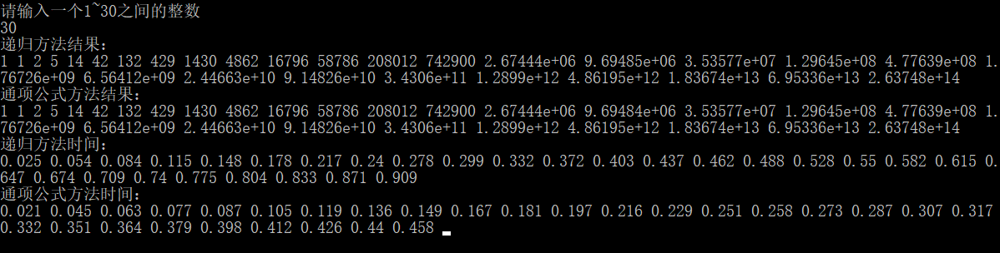 请输入一个1~30之间的整数
30
递归方法结果：
1 1 2 5 14 42 132 429 1430 4862 16796 58786 208012 742900 2.67444e+06 9.69485e+06 3.53577e+07 1.29645e+08 4.77639e+08 1.
76726e+09 6.56412e+09 2.44663e+10 9.14826e+10 3.4306e+11 1.2899e+12 4.86195e+12 1.83674e+13 6.95336e+13 2.63748e+14
通项公式方法结果：
1 1 2 5 14 42 132 429 1430 4862 16796 58786 208012 742900 2.67444e+06 9.69484e+06 3.53577e+07 1.29645e+08 4.77639e+08 1.
76726e+09 6.56412e+09 2.44663e+10 9.14826e+10 3.4306e+11 1.2899e+12 4.86195e+12 1.83674e+13 6.95336e+13 2.63748e+14
递归方法时间：
0.025 0.054 0.084 0.115 0.148 0.178 0.217 0.24 0.278 0.299 0.332 0.372 0.403 0.437 0.462 0.488 0.528 0.55 0.582 0.615 0.
647 0.674 0.709 0.74 0.775 0.804 0.833 0.871 0.909
通项公式方法时间：
0.021 0.045 0.063 0.077 0.087 0.105 0.119 0.136 0.149 0.167 0.181 0.197 0.216 0.229 0.251 0.258 0.273 0.287 0.307 0.317
0.332 0.351 0.364 0.379 0.398 0.412 0.426 0.44 0.458